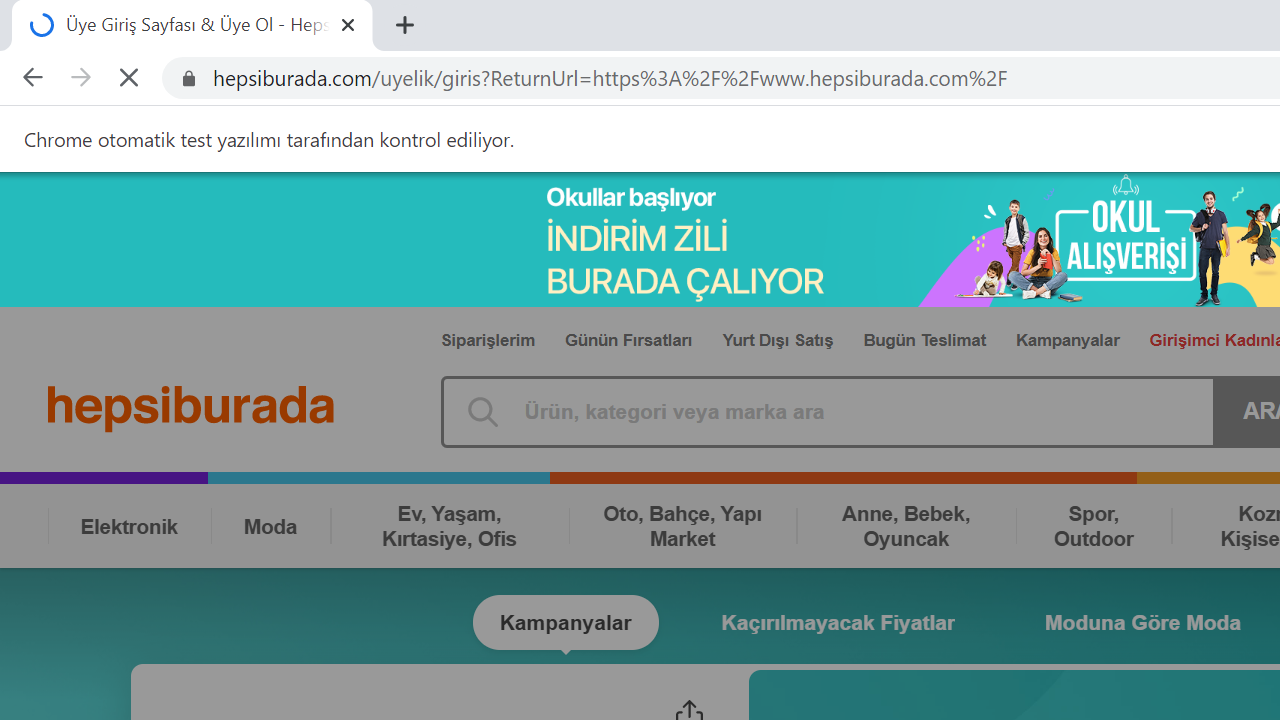 Üye Giriş Sayfası & Üye Ol - Heps
hepsiburada.com/uyelik/giris?ReturnUrl=https%3A%2F%2Fwww.hepsiburada.com%2F
Chrome otomatik test yazılımı tarafından kontrol ediliyor.
Okullar başlıyor
İNDİRİM ZİLİ
BURADA ÇALIYOR
OKUL
ALIŞVERİŞİ
Siparişlerim Günün Fırsatları Yurt Dışı Satış Bugün Teslimat Kampanyalar Girişimci Kadınla
hepsiburada
Ürün, kategori veya marka ara
ARA
Elektronik
Moda
Ev, Yaşam,
Kırtasiye, Ofis
Oto, Bahçe, Yapı
Market
Anne, Bebek,
Oyuncak
Spor,
Outdoor
Kozm
Kişise
Kampanyalar Kaçırılmayacak Fiyatlar Moduna Göre Moda